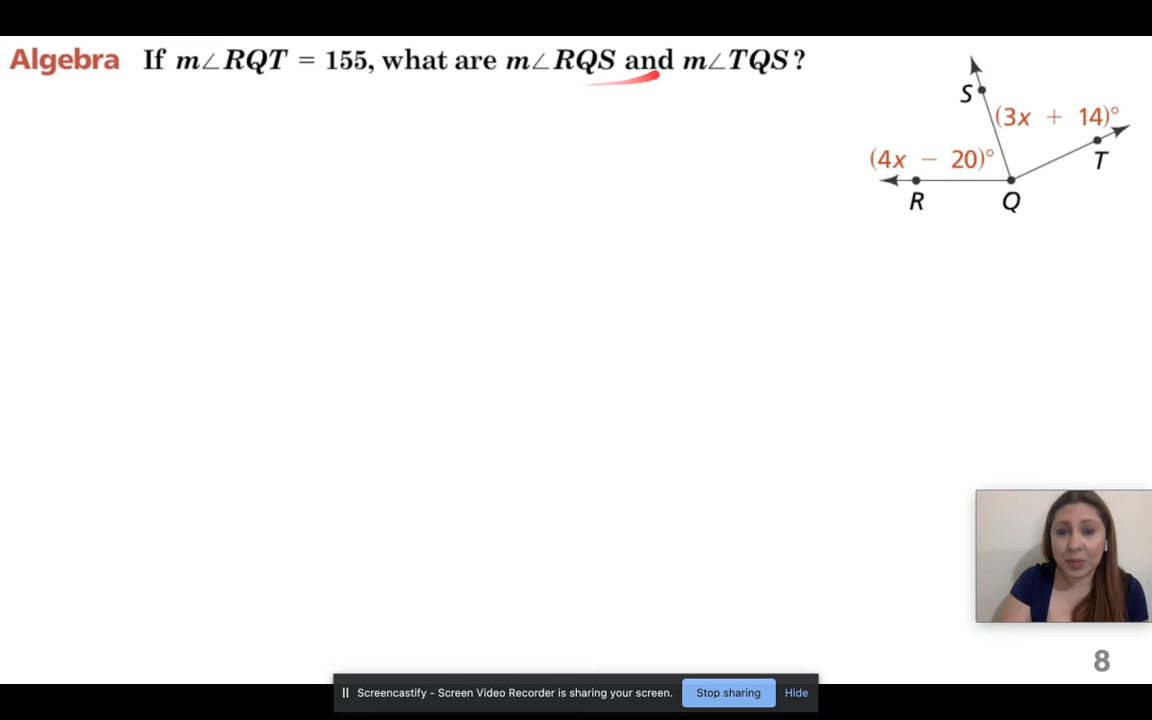 Algebra If m∠RQT = 155, what are m∠RQS and m∠TQS?
S
(3x + 14)°
(4x − 20)°
T
R
Q
8
Screencastify - Screen Video Recorder is sharing your screen. Stop sharing Hide